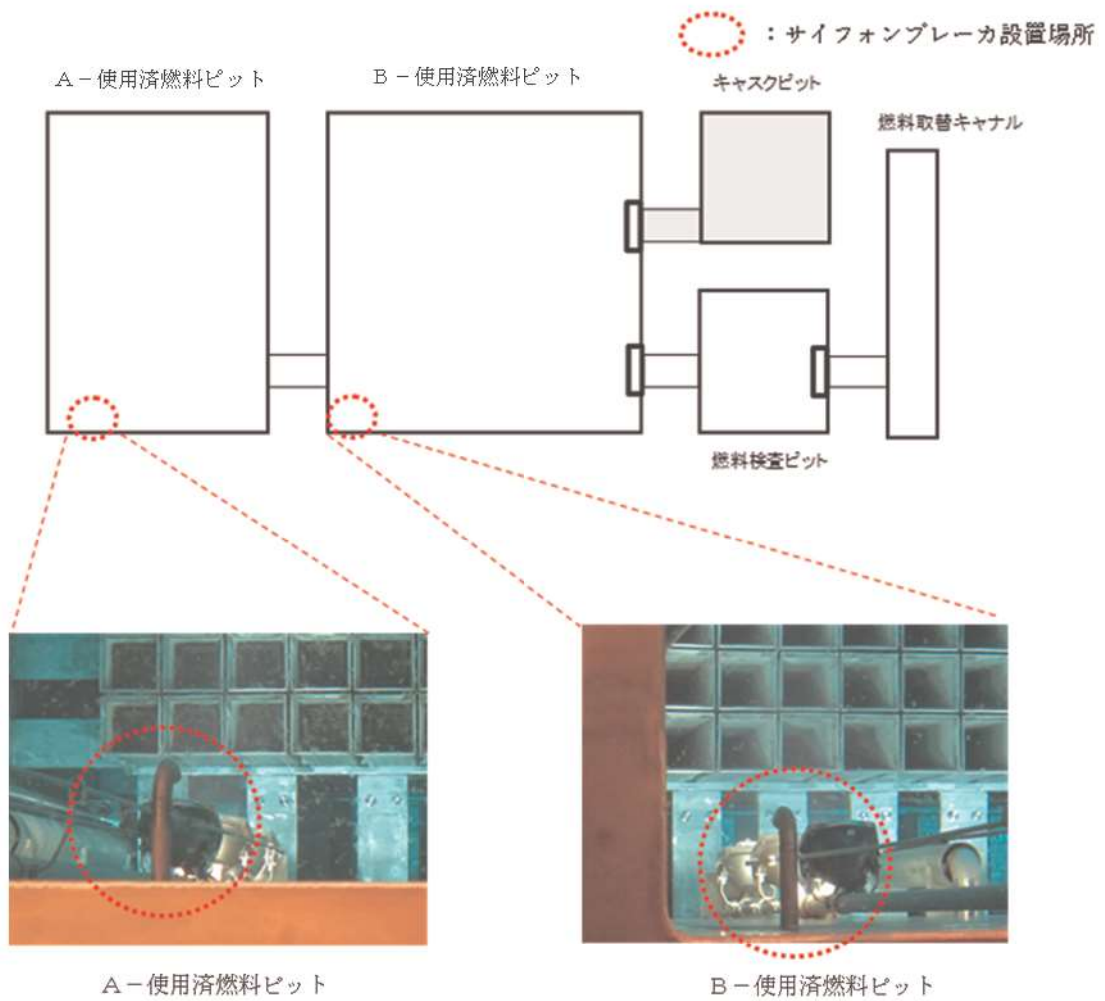 ：サイフォンブレーカ設置場所
A－使用済燃料ピット
B－使用済燃料ピット
キャスクピット
燃料取替キャナル
燃料検査ピット
A－使用済燃料ピット
B－使用済燃料ピット